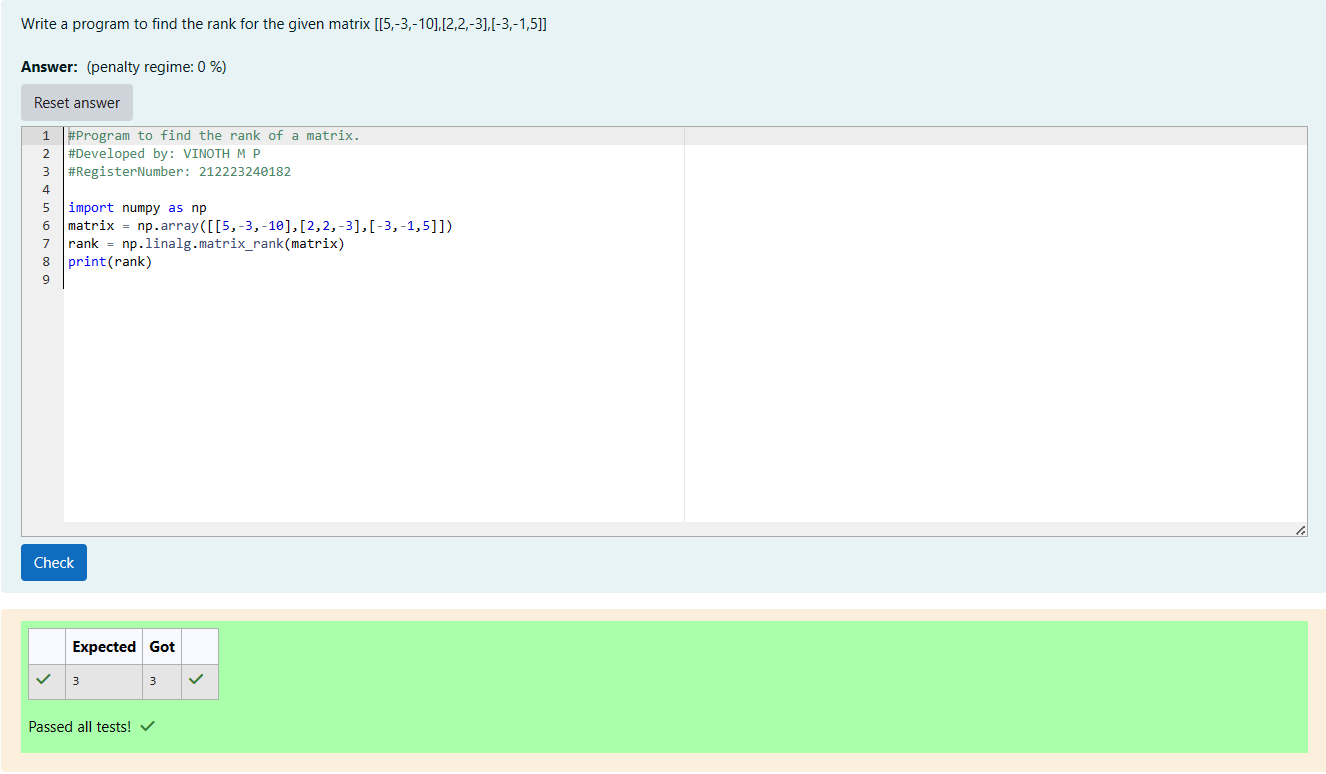 Write a program to find the rank for the given matrix [[5,-3,-10],[2,2,-3],[-3,-1,5]]
Answer: (penalty regime: 0 %)
Reset answer
1 #Program to find the rank of a matrix.
2 #Developed by: VINOTH M P
3 #RegisterNumber: 212223240182
4
5 import numpy as np
6 matrix = np.array([[5,-3,-10],[2,2,-3],[-3,-1,5]])
7 rank = np.linalg.matrix_rank(matrix)
8 print(rank)
9
Check
Expected Got
3 3
Passed all tests!